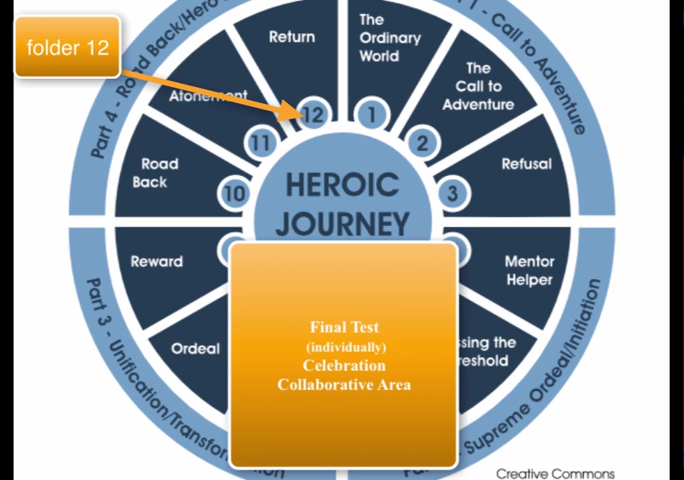 folder 12
Part 4 - Road Back/Hero
1 - Call to Adventure
Return
The
Ordinary
World
Atonement
The
Call to
Adventure
12
1
11
2
Road
Back
Refusal
10
3
HEROIC
JOURNEY
Reward
Mentor
Helper
Final Test
(individually)
Celebration
Collaborative Area
Ordeal
ssing the
reshold
Part 3 - Unification/Transfor
Supreme Ordeal/Initiation
Creative Commons